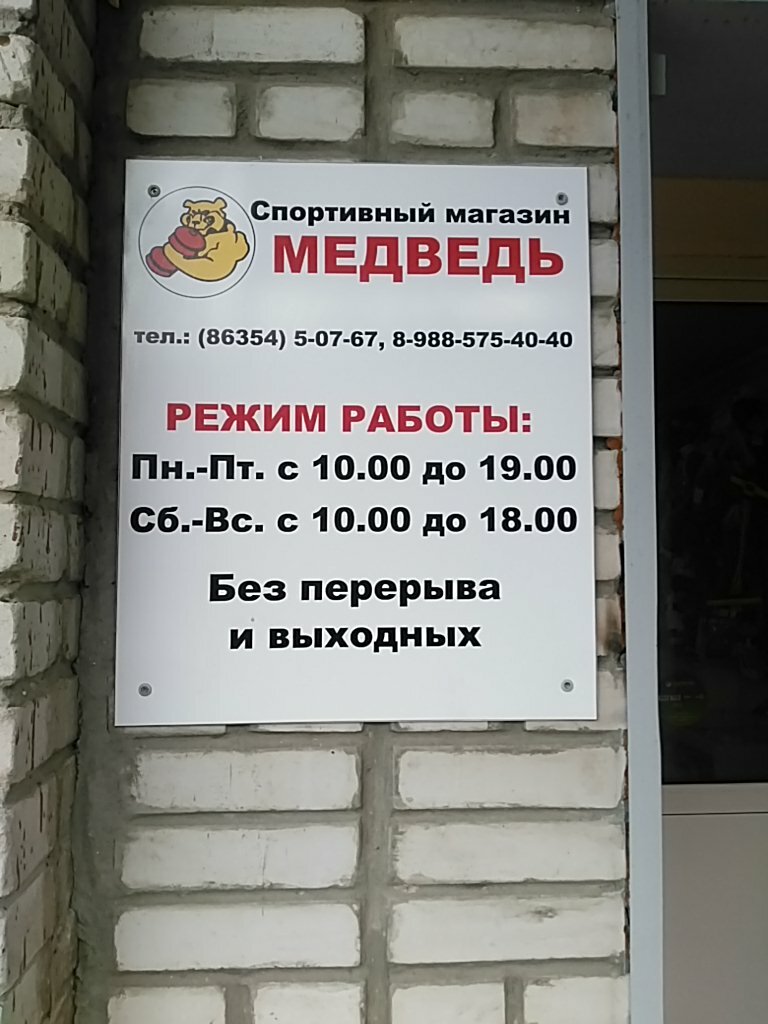 Спортивный магазин
МЕДВЕДЬ
тел.: (86354) 5-07-67, 8-988-575-40-40
РЕЖИМ РАБОТЫ:
Пн.-Пт. с 10.00 до 19.00
Сб.-Вс. с 10.00 до 18.00
Без перерыва
и выходных